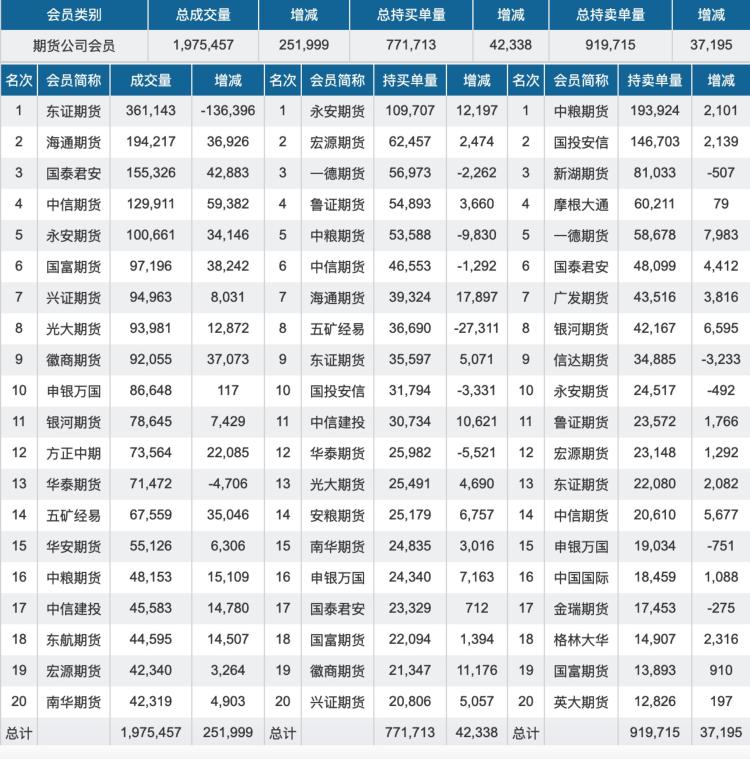 会员类别 总成交量 增减 总持买单量 增减 总持卖单量 增减
期货公司会员 1,975,457 251,999 771,713 42,338 919,715 37,195
名次 会员简称 成交量 增减 名次 会员简称 持买单量 增减 名次 会员简称 持卖单量 增减
1 东证期货 361,143 -136,396 1 永安期货 109,707 12,197 1 中粮期货 193,924 2,101
2 海通期货 194,217 36,926 2 宏源期货 62,457 2,474 2 国投安信 146,703 2,139
3 国泰君安 155,326 42,883 3 一德期货 56,973 -2,262 3 新湖期货 81,033 -507
4 中信期货 129,911 59,382 4 鲁证期货 54,893 3,660 4 摩根大通 60,211 79
5 永安期货 100,661 34,146 5 中粮期货 53,588 -9,830 5 一德期货 58,678 7,983
6 国富期货 97,196 38,242 6 中信期货 46,553 -1,292 6 国泰君安 48,099 4,412
7 兴证期货 94,963 8,031 7 海通期货 39,324 17,897 7 广发期货 43,516 3,816
8 光大期货 93,981 12,872 8 五矿经易 36,690 -27,311 8 银河期货 42,167 6,595
9 徽商期货 92,055 37,073 9 东证期货 35,597 5,071 9 信达期货 34,885 -3,233
10 申银万国 86,648 117 10 国投安信 31,794 -3,331 10 永安期货 24,517 -492
11 银河期货 78,645 7,429 11 中信建投 30,734 10,621 11 鲁证期货 23,572 1,766
12 方正中期 73,564 22,085 12 华泰期货 25,982 -5,521 12 宏源期货 23,148 1,292
13 华泰期货 71,472 -4,706 13 光大期货 25,491 4,690 13 东证期货 22,080 2,082
14 五矿经易 67,559 35,046 14 安粮期货 25,179 6,757 14 中信期货 20,610 5,677
15 华安期货 55,126 6,306 15 南华期货 24,835 3,016 15 申银万国 19,034 -751
16 中粮期货 48,153 15,109 16 申银万国 24,340 7,163 16 中国国际 18,459 1,088
17 中信建投 45,583 14,780 17 国泰君安 23,329 712 17 金瑞期货 17,453 -275
18 东航期货 44,595 14,507 18 国富期货 22,094 1,394 18 格林大华 14,907 2,316
19 宏源期货 42,340 3,264 19 徽商期货 21,347 11,176 19 国富期货 13,893 910
20 南华期货 42,319 4,903 20 兴证期货 20,806 5,057 20 英大期货 12,826 197
总计 1,975,457 251,999 总计 771,713 42,338 总计 919,715 37,195